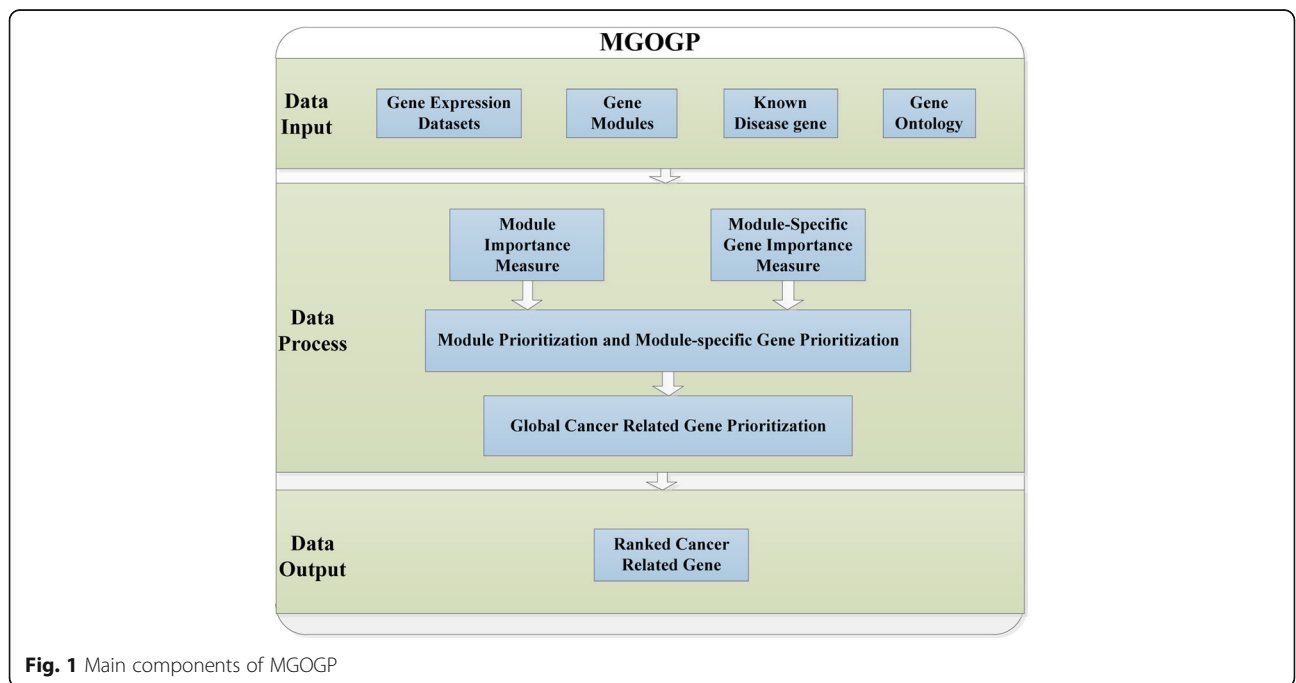 MGOGP
Data
Input
Gene Expression
Datasets
Gene
Modules
Known
Disease gene
Gene
Ontology
Data
Process
Module
Importance
Measure
Module-Specific
Gene Importance
Measure
Module Prioritization and Module-specific Gene Prioritization
Global Cancer Related Gene Prioritization
Data
Output
Ranked Cancer
Related Gene
Fig. 1 Main components of MGOGP